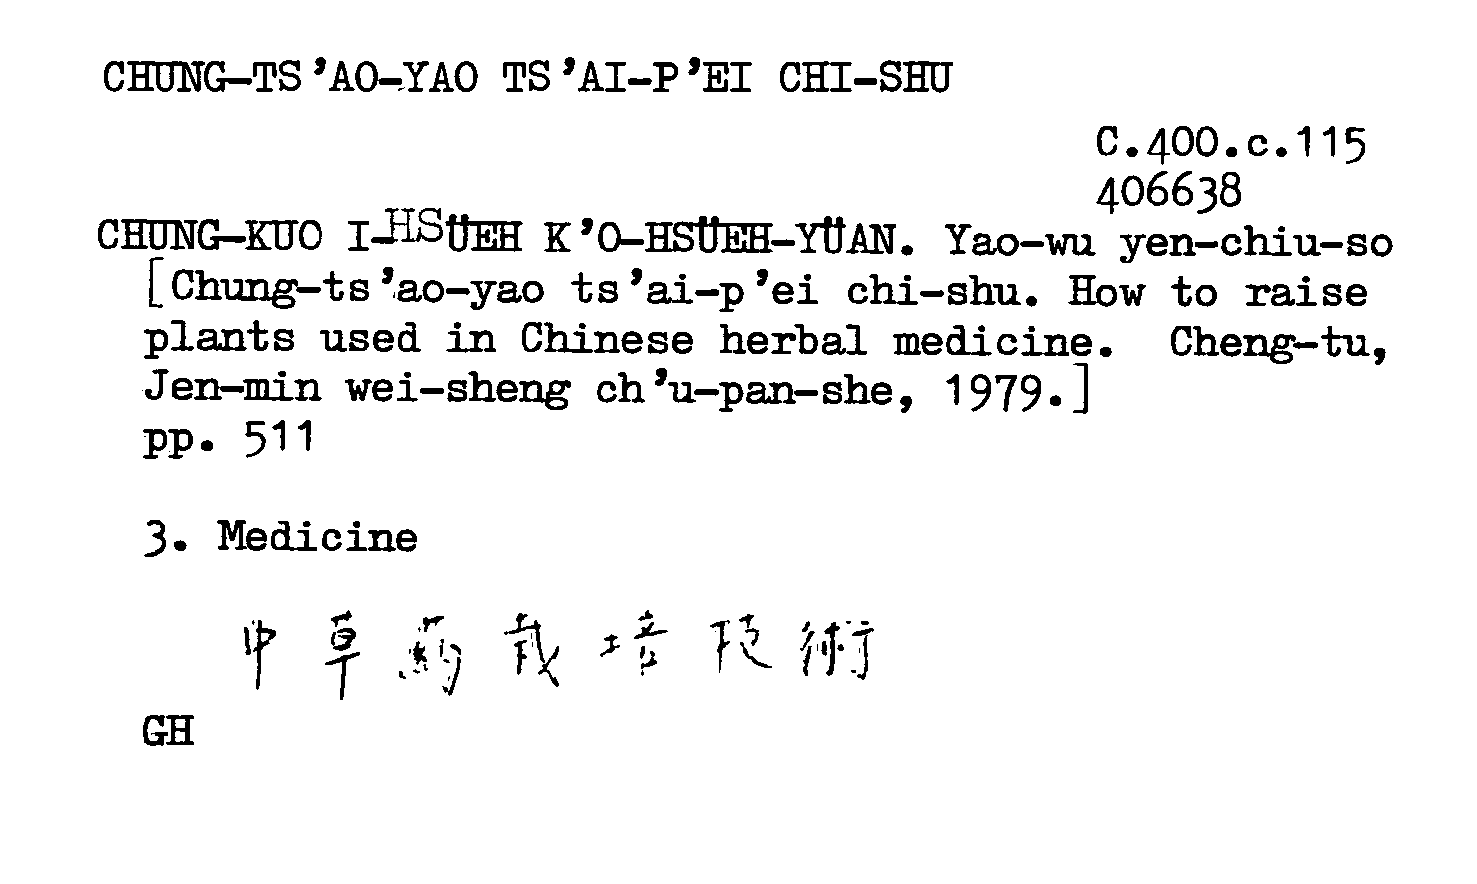 CHUNG-TS'AO-YAO TS'AI-P'EI CHI-SHU
C.400.c.115
406638
CHUNG-KUO I-HSÜEH K'O-HSÜEH-YÜAN. Yao-wu yen-chiu-so
[Chung-ts'ao-yao ts'ai-p'ei chi-shu. How to raise
plants used in Chinese herbal medicine. Cheng-tu,
Jen-min wei-sheng ch'u-pan-she, 1979.]
pp. 511
3. Medicine
中草药栽培技術
GH